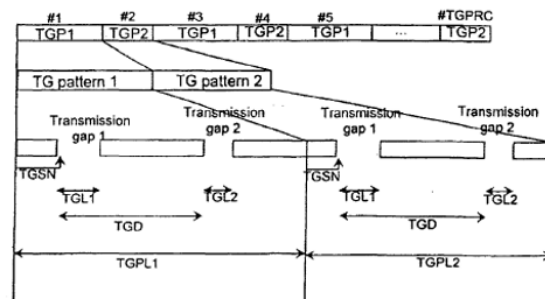 #1 #2 #3 #4 #5 #TGPRC
TGP1 TGP2 TGP1 TGP2 TGP1 ... TGP2
TG pattern 1 TG pattern 2
Transmission gap 1 Transmission gap 2 Transmission gap 1 Transmission gap 2
TGSN TGSN
TGL1 TGL2 TGL1 TGL2
TGD TGD
TGPL1 TGPL2